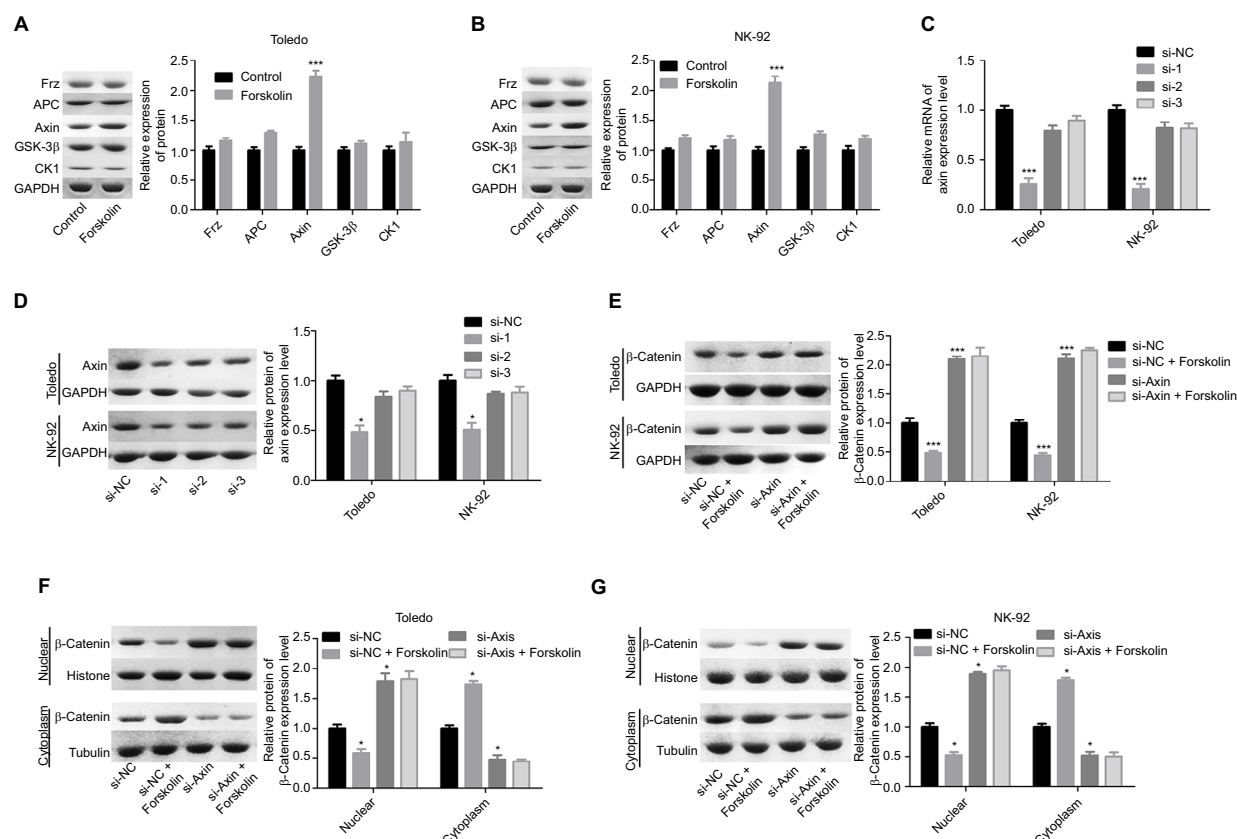 A
Toledo
Frz
APC
Axin
GSK-3β
CK1
GAPDH
Control
Forskolin
Relative expression
of protein
2.5
2.0
1.5
1.0
0.5
0.0
Control
Forskolin
***
Frz
APC
Axin
GSK-3β
CK1
B
NK-92
Frz
APC
Axin
GSK-3β
CK1
GAPDH
Control
Forskolin
Relative expression
of protein
2.5
2.0
1.5
1.0
0.5
0.0
Control
Forskolin
***
Frz
APC
Axin
GSK-3β
CK1
C
Relative mRNA of
axin expression level
1.5
1.0
0.5
0.0
si-NC
si-1
si-2
si-3
***
***
Toledo
NK-92
D
Toledo
Axin
GAPDH
NK-92
Axin
GAPDH
si-NC
si-1
si-2
si-3
Relative protein of
axin expression level
1.5
1.0
0.5
0.0
si-NC
si-1
si-2
si-3
*
*
Toledo
NK-92
E
Toledo
β-Catenin
GAPDH
NK-92
β-Catenin
GAPDH
si-NC
si-NC +
Forskolin
si-Axin
si-Axin +
Forskolin
Relative protein of
β-Catenin expression level
2.5
2.0
1.5
1.0
0.5
0.0
***
***
***
***
si-NC
si-NC + Forskolin
si-Axin
si-Axin + Forskolin
Toledo
NK-92
F
Toledo
Nuclear
β-Catenin
Histone
Cytoplasm
β-Catenin
Tubulin
si-NC
si-NC +
Forskolin
si-Axin
si-Axin +
Forskolin
Relative protein of
β-Catenin expression level
2.5
2.0
1.5
1.0
0.5
0.0
si-NC
si-NC + Forskolin
si-Axis
si-Axis + Forskolin
*
*
*
*
Nuclear
Cytoplasm
G
NK-92
Nuclear
β-Catenin
Histone
Cytoplasm
β-Catenin
Tubulin
si-NC
si-NC +
Forskolin
si-Axin
si-Axin +
Forskolin
Relative protein of
β-Catenin expression level
2.5
2.0
1.5
1.0
0.5
0.0
si-NC
si-NC + Forskolin
si-Axis
si-Axis + Forskolin
*
*
*
*
Nuclear
Cytoplasm